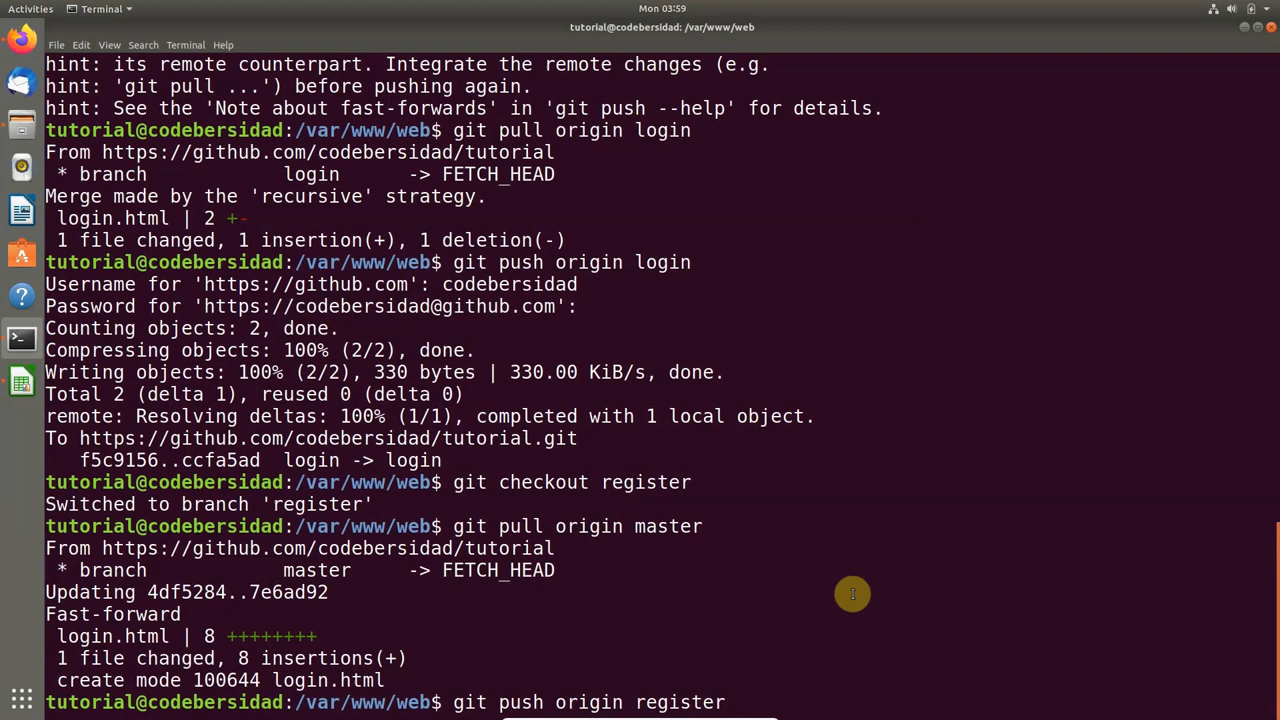 Activities
Terminal
Mon 03:59
tutorial@codebersidad: /var/www/web
File Edit View Search Terminal Help
hint: its remote counterpart. Integrate the remote changes (e.g.
hint: 'git pull ...') before pushing again.
hint: See the 'Note about fast-forwards' in 'git push --help' for details.
tutorial@codebersidad:/var/www/web$ git pull origin login
From https://github.com/codebersidad/tutorial
 * branch            login      -> FETCH_HEAD
Merge made by the 'recursive' strategy.
 login.html | 2 +-
 1 file changed, 1 insertion(+), 1 deletion(-)
tutorial@codebersidad:/var/www/web$ git push origin login
Username for 'https://github.com': codebersidad
Password for 'https://codebersidad@github.com':
Counting objects: 2, done.
Compressing objects: 100% (2/2), done.
Writing objects: 100% (2/2), 330 bytes | 330.00 KiB/s, done.
Total 2 (delta 1), reused 0 (delta 0)
remote: Resolving deltas: 100% (1/1), completed with 1 local object.
To https://github.com/codebersidad/tutorial.git
   f5c9156..ccfa5ad  login -> login
tutorial@codebersidad:/var/www/web$ git checkout register
Switched to branch 'register'
tutorial@codebersidad:/var/www/web$ git pull origin master
From https://github.com/codebersidad/tutorial
 * branch            master     -> FETCH_HEAD
Updating 4df5284..7e6ad92
Fast-forward
 login.html | 8 ++++++++
 1 file changed, 8 insertions(+)
 create mode 100644 login.html
tutorial@codebersidad:/var/www/web$ git push origin register